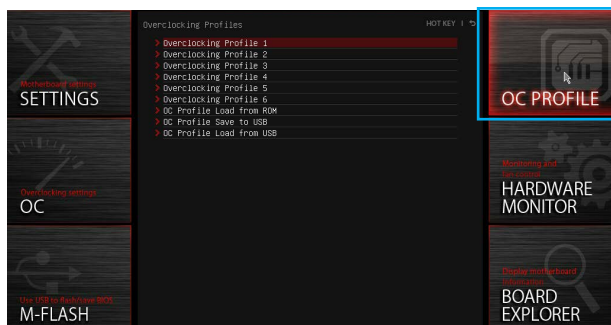 Overclocking Profiles
HOT KEY |
> Overclocking Profile 1
> Overclocking Profile 2
> Overclocking Profile 3
> Overclocking Profile 4
> Overclocking Profile 5
> Overclocking Profile 6
> OC Profile Load from ROM
> OC Profile Save to USB
> OC Profile Load from USB
Motherboard settings
SETTINGS
Overclocking settings
OC
Use USB to flash/save BIOS
M-FLASH
OC PROFILE
Monitoring and
HARDWARE
MONITOR
Display motherboard
BOARD
EXPLORER